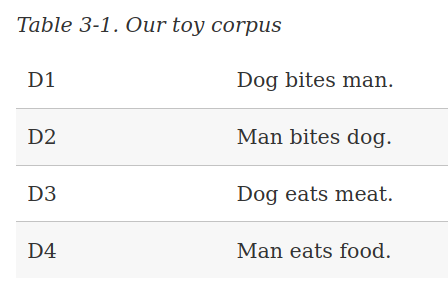 Table 3-1. Our toy corpus
D1 Dog bites man.
D2 Man bites dog.
D3 Dog eats meat.
D4 Man eats food.